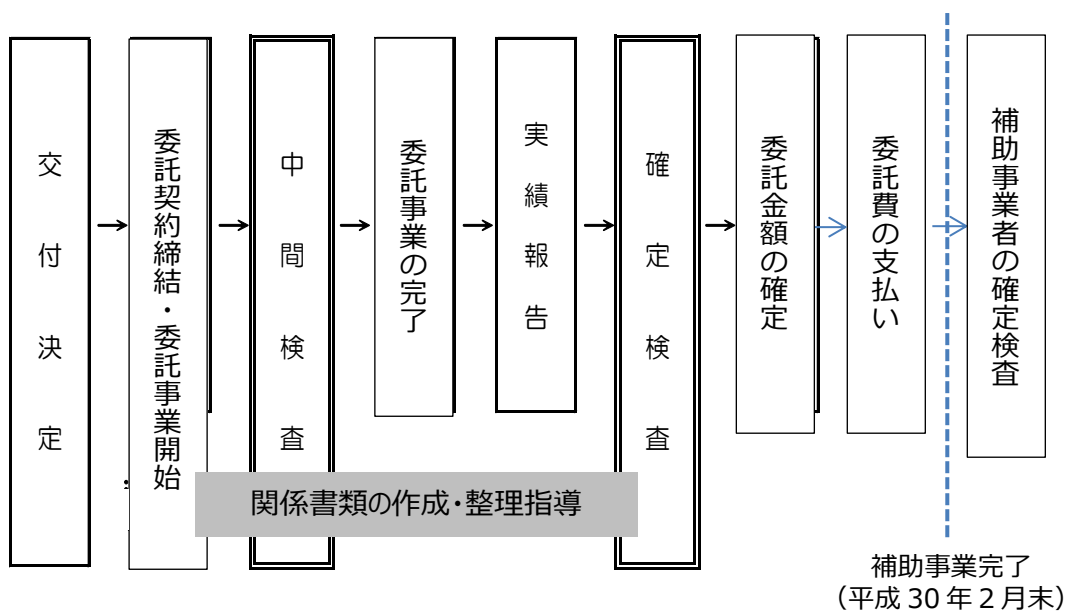 交付決定
委託契約締結・委託事業開始
中間検査
委託事業の完了
実績報告
確定検査
委託金額の確定
委託費の支払い
補助事業者の確定検査
関係書類の作成・整理指導
補助事業完了
（平成 30 年 2 月末）